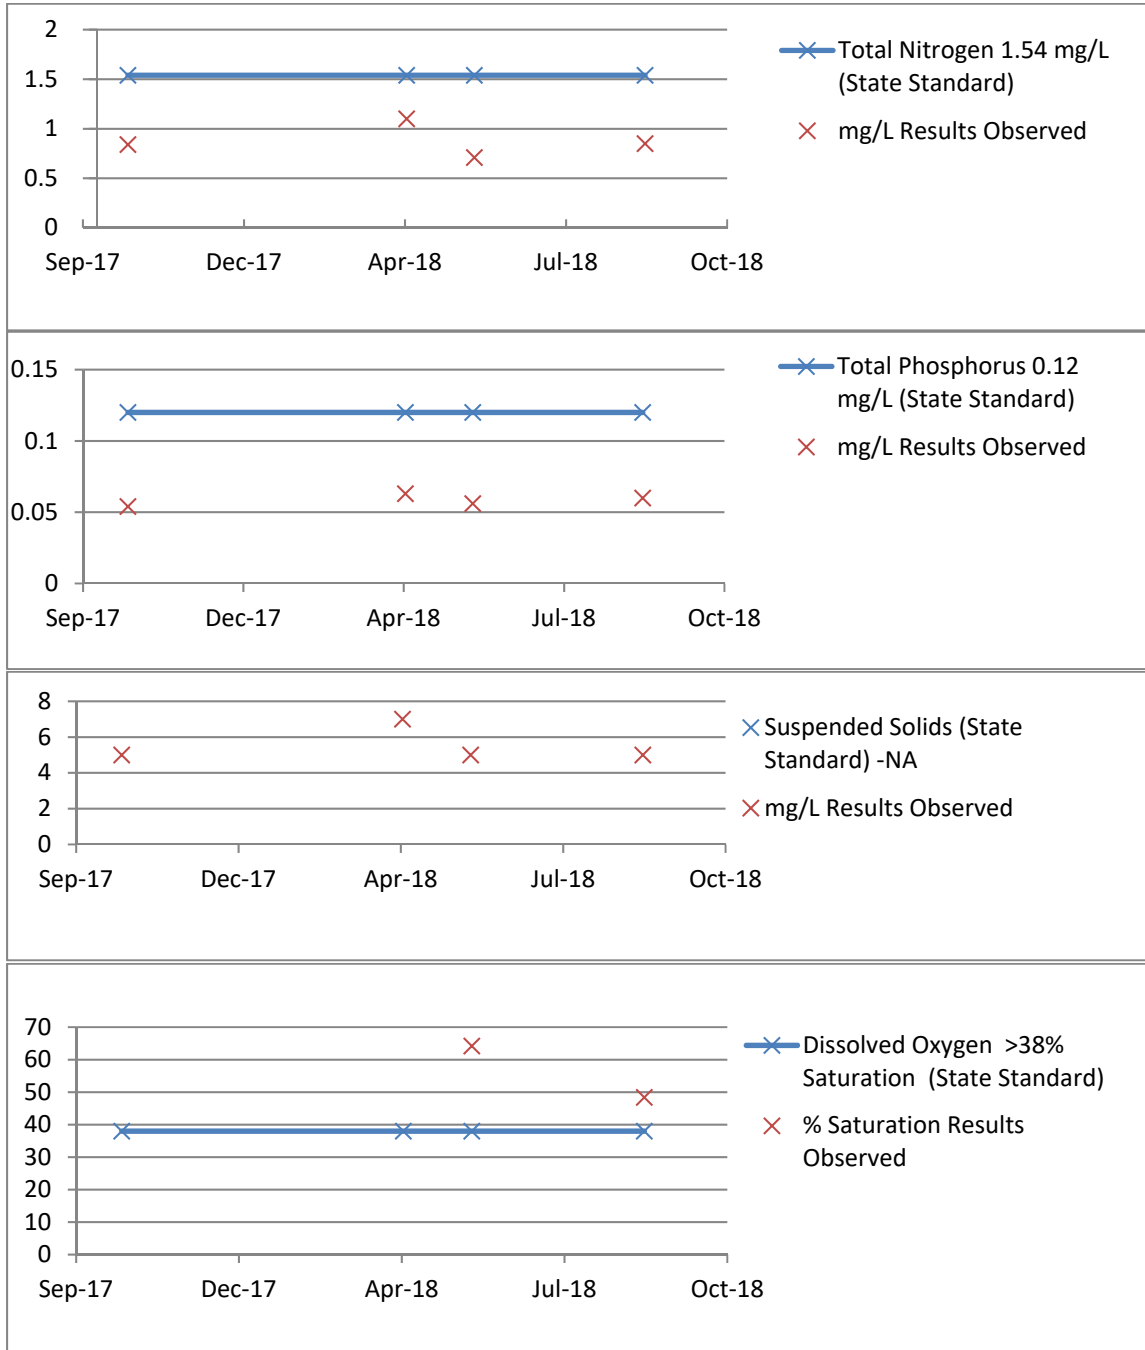 2
1.5
1
0.5
0
Sep-17 Dec-17 Apr-18 Jul-18 Oct-18
Total Nitrogen 1.54 mg/L
(State Standard)
mg/L Results Observed
0.15
0.1
0.05
0
Sep-17 Dec-17 Apr-18 Jul-18 Oct-18
Total Phosphorus 0.12
mg/L (State Standard)
mg/L Results Observed
8
6
4
2
0
Sep-17 Dec-17 Apr-18 Jul-18 Oct-18
Suspended Solids (State
Standard) -NA
mg/L Results Observed
70
60
50
40
30
20
10
0
Sep-17 Dec-17 Apr-18 Jul-18 Oct-18
Dissolved Oxygen  >38%
Saturation  (State Standard)
% Saturation Results
Observed